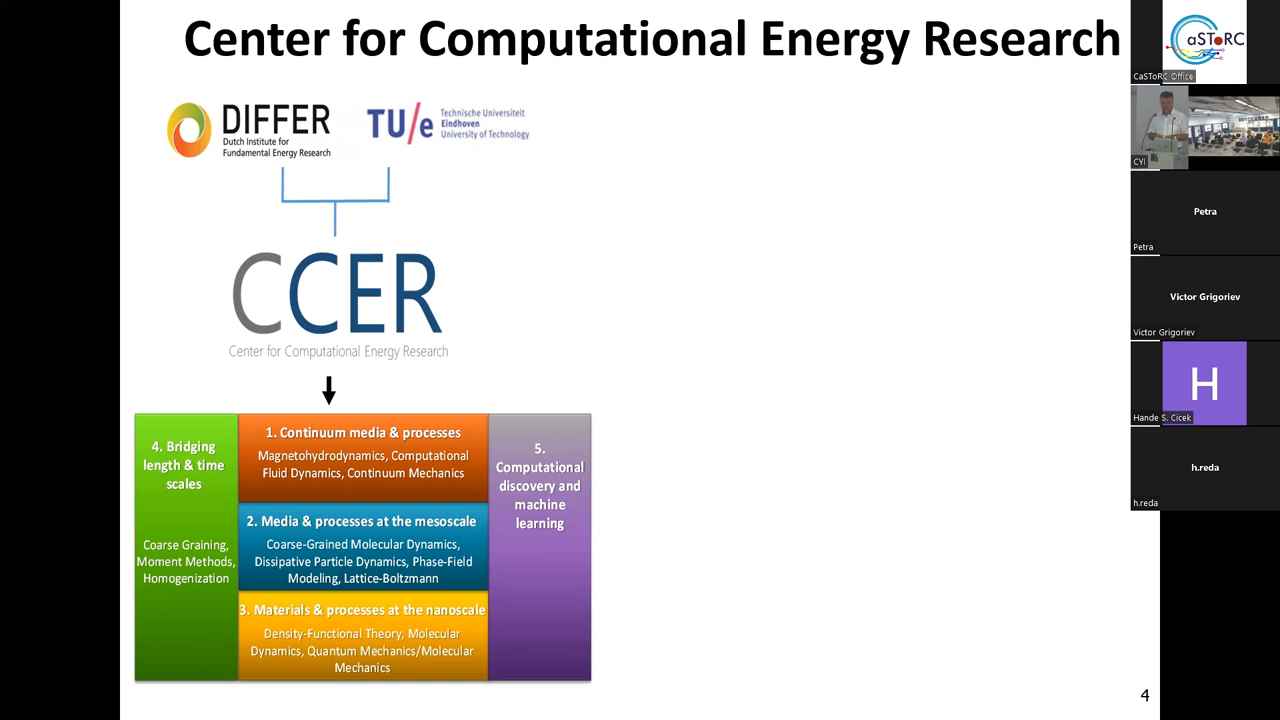 Center for Computational Energy Research
DIFFER
Dutch Institute for
Fundamental Energy Research
TU/e
Technische Universiteit
Eindhoven
University of Technology
CCER
Center for Computational Energy Research
4. Bridging
length & time
scales
Coarse Graining,
Moment Methods,
Homogenization
1. Continuum media & processes
Magnetohydrodynamics, Computational
Fluid Dynamics, Continuum Mechanics
2. Media & processes at the mesoscale
Coarse-Grained Molecular Dynamics,
Dissipative Particle Dynamics, Phase-Field
Modeling, Lattice-Boltzmann
3. Materials & processes at the nanoscale
Density-Functional Theory, Molecular
Dynamics, Quantum Mechanics/Molecular
Mechanics
5.
Computational
discovery and
machine
learning
4
CaSToRC
CaSToRC Office
CYI
Petra
Petra
Victor Grigoriev
Victor Grigoriev
H
Hande S. Cicek
h.reda
h.reda